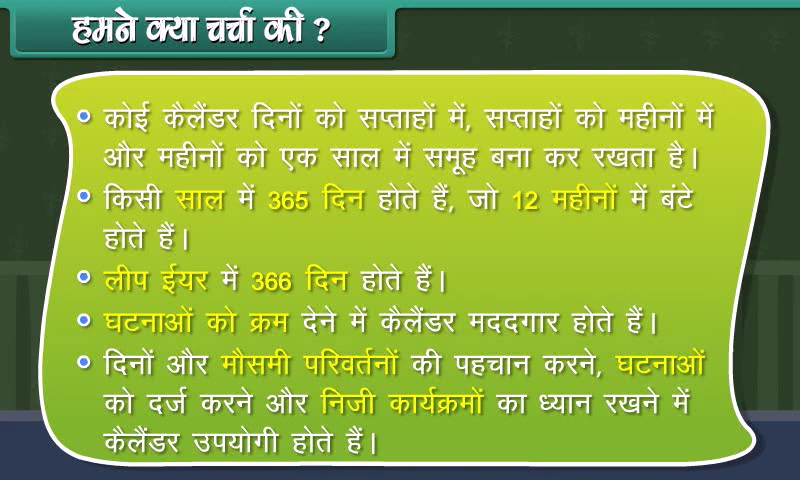 हमने क्या चर्चा की ?
कोई कैलैंडर दिनों को सप्ताहों में, सप्ताहों को महीनों में
और महीनों को एक साल में समूह बना कर रखता है।
किसी साल में 365 दिन होते हैं, जो 12 महीनों में बंटे
होते हैं।
लीप ईयर में 366 दिन होते हैं।
घटनाओं को क्रम देने में कैलैंडर मददगार होते हैं।
दिनों और मौसमी परिवर्तनों की पहचान करने, घटनाओं
को दर्ज करने और निजी कार्यक्रमों का ध्यान रखने में
कैलैंडर उपयोगी होते हैं।